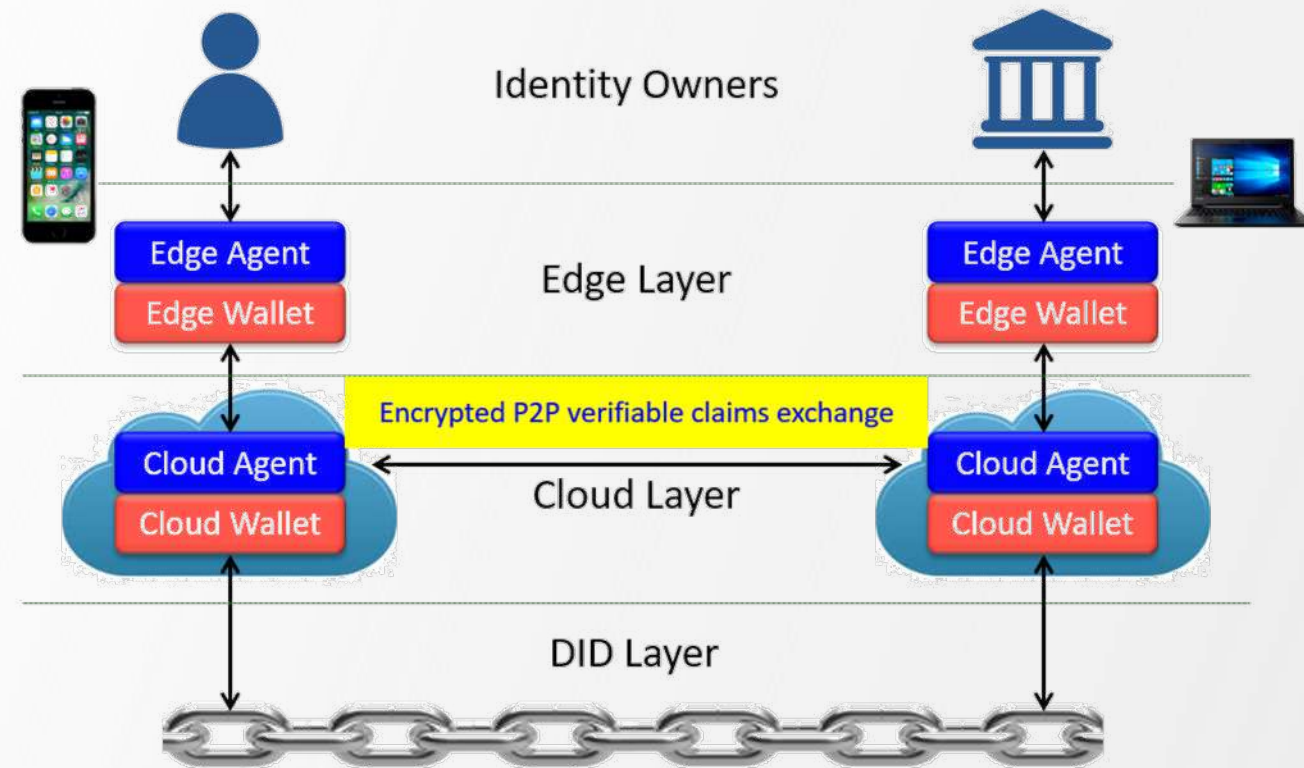 Identity Owners
Edge Agent
Edge Wallet
Edge Layer
Edge Agent
Edge Wallet
Encrypted P2P verifiable claims exchange
Cloud Agent
Cloud Wallet
Cloud Layer
Cloud Agent
Cloud Wallet
DID Layer